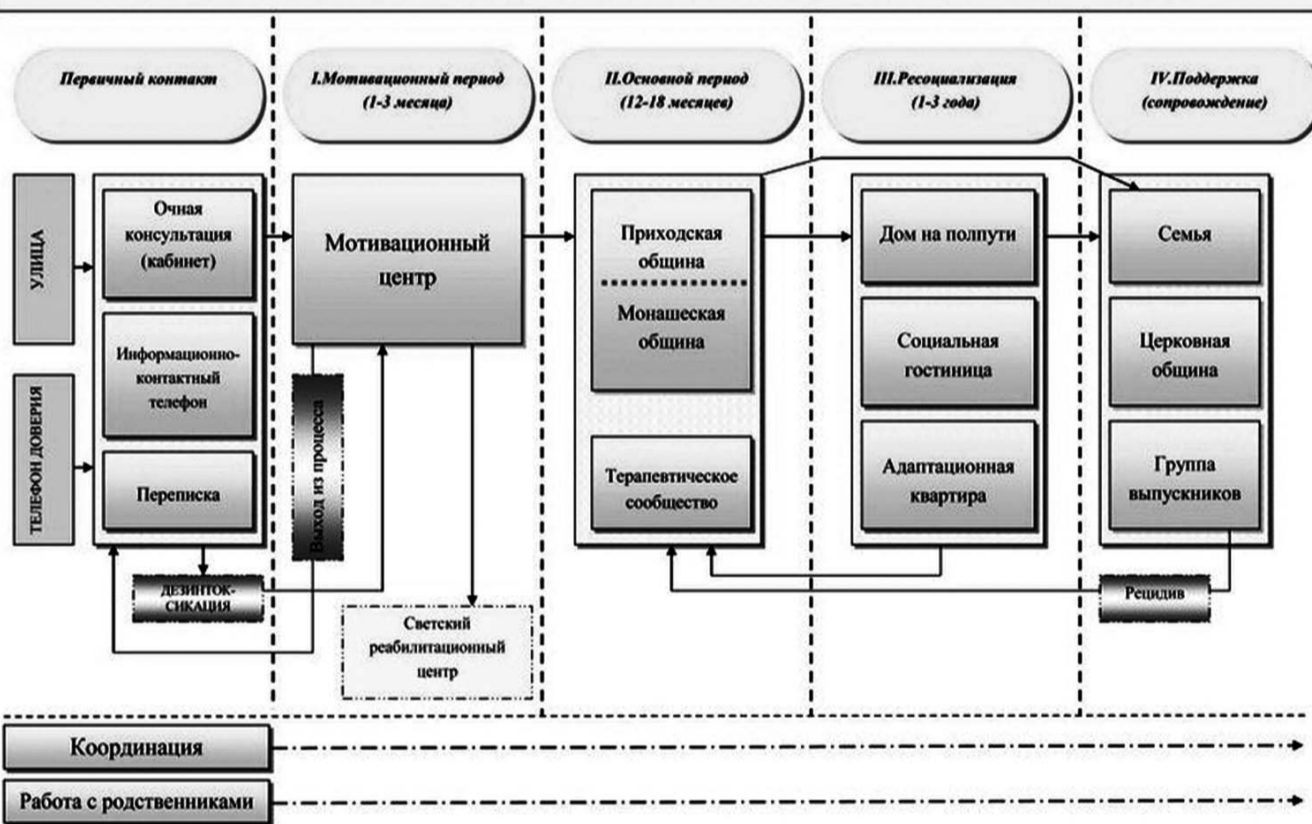 Первичный контакт
I.Мотивационный период
(1-3 месяца)
II.Основной период
(12-18 месяцев)
III.Ресоциализация
(1-3 года)
IV.Поддержка
(сопровождение)
УЛИЦА
ТЕЛЕФОН ДОВЕРИЯ
Очная
консультация
(кабинет)
Информационно-
контактный
телефон
Переписка
ДЕЗИНТОК-
СИКАЦИЯ
Мотивационный
центр
Выход из процесса
Светский
реабилитационный
центр
Приходская
община
Монашеская
община
Терапевтическое
сообщество
Дом на полпути
Социальная
гостиница
Адаптационная
квартира
Семья
Церковная
община
Группа
выпускников
Рецидив
Координация
Работа с родственниками